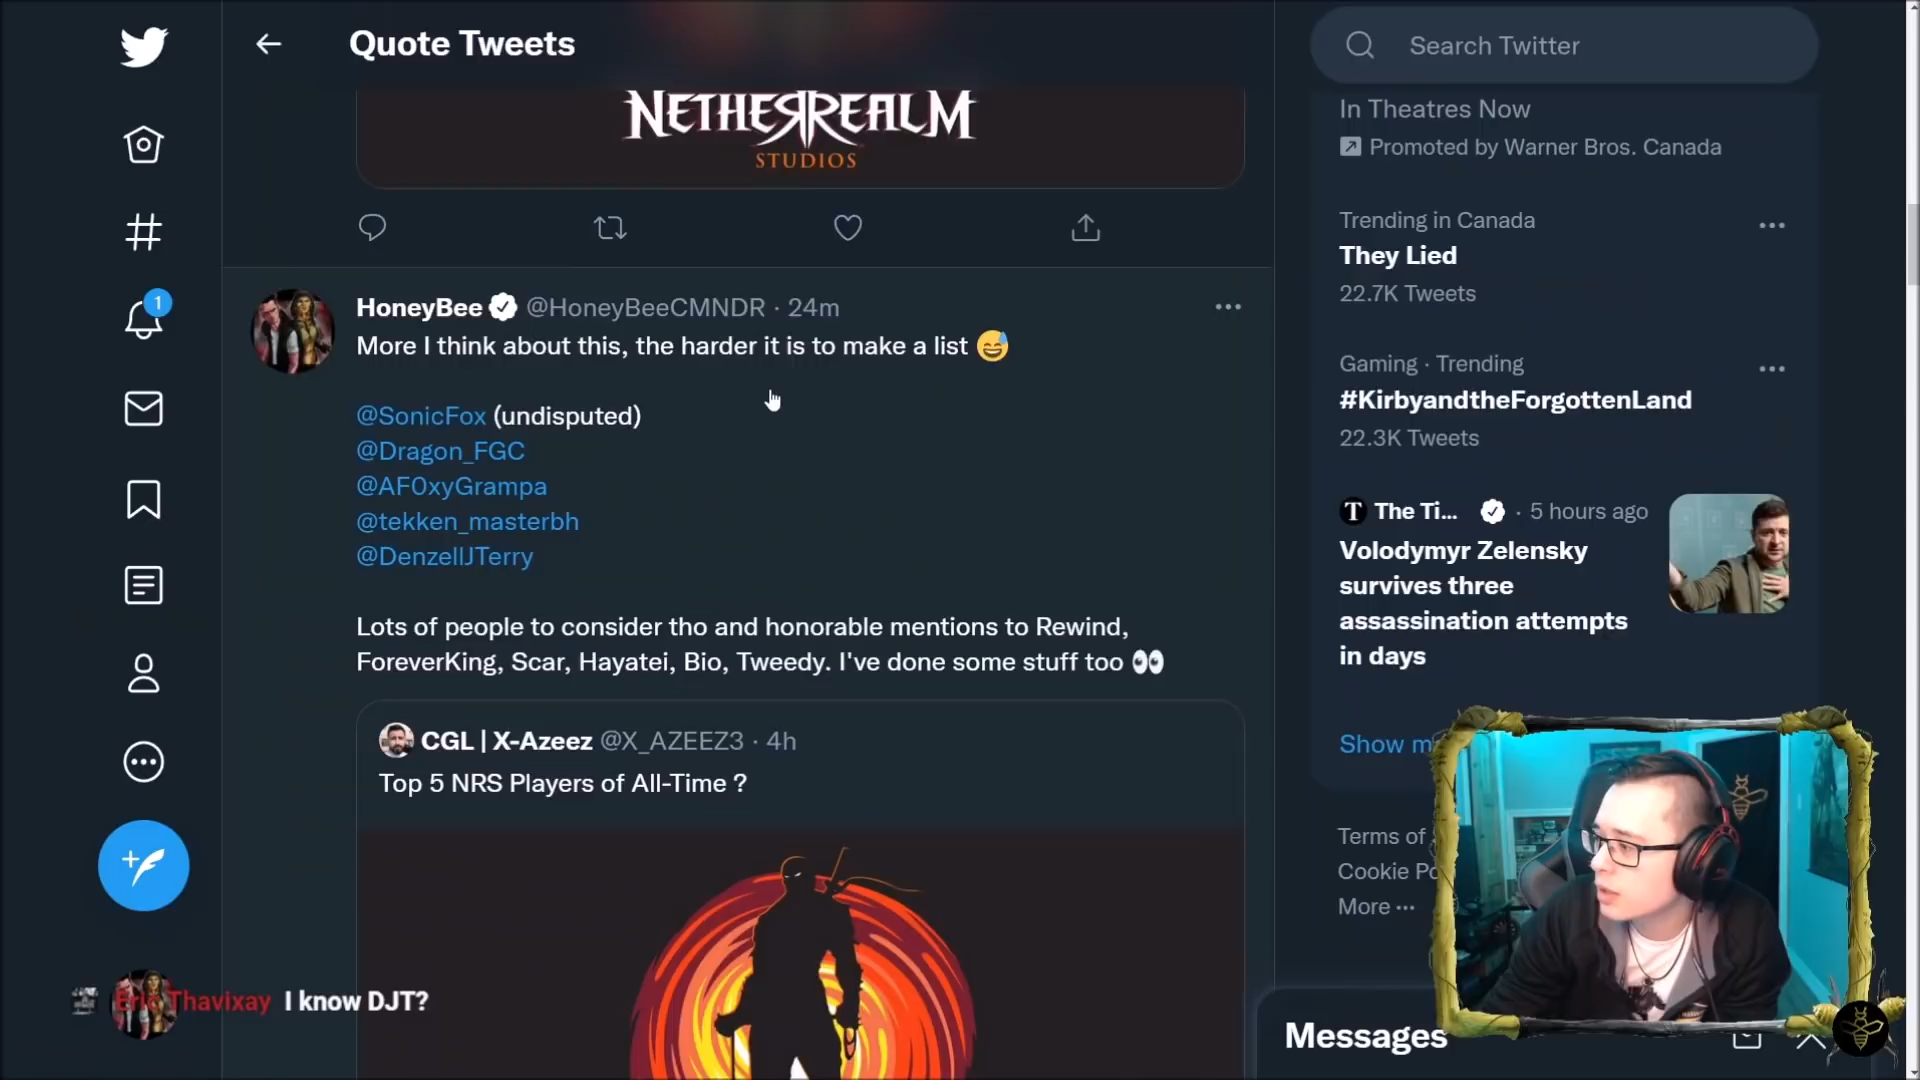 Quote Tweets
Search Twitter
NETHERREALM
STUDIOS
In Theatres Now
Promoted by Warner Bros. Canada
Trending in Canada
They Lied
22.7K Tweets
1
HoneyBee @HoneyBeeCMNDR · 24m
More I think about this, the harder it is to make a list 😅
@SonicFox (undisputed)
@Dragon_FGC
@AF0xyGrampa
@tekken_masterbh
@DenzellJTerry
Lots of people to consider tho and honorable mentions to Rewind,
ForeverKing, Scar, Hayatei, Bio, Tweedy. I've done some stuff too 👀
CGL | X-Azeez @X_AZEEZ3 · 4h
Top 5 NRS Players of All-Time ?
Gaming · Trending
#KirbyandtheForgottenLand
22.3K Tweets
T The Ti... · 5 hours ago
Volodymyr Zelensky
survives three
assassination attempts
in days
Show m
Terms of
Cookie Po
More ···
Eric Thavixay I know DJT?
Messages